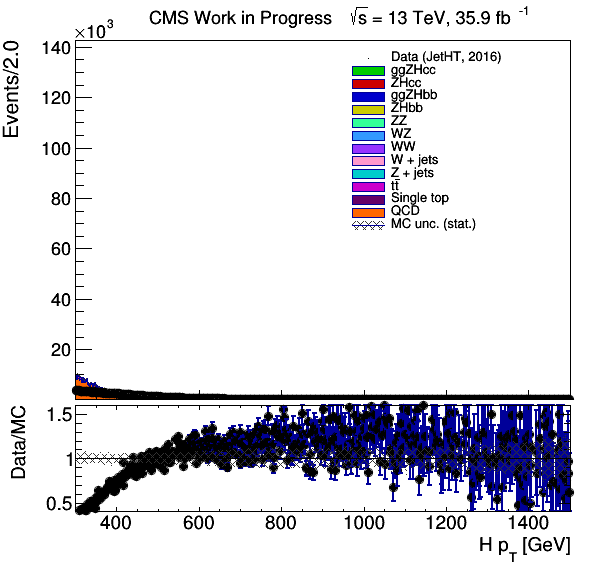 CMS Work in Progress √s = 13 TeV, 35.9 fb⁻¹
×10³
Events/2.0
140
120
100
80
60
40
20
Data (JetHT, 2016)
ggZHcc
ZHcc
ggZHbb
ZHbb
ZZ
WZ
WW
W + jets
Z + jets
tt̄
Single top
QCD
MC unc. (stat.)
Data/MC
1.5
1
0.5
400 600 800 1000 1200 1400
H p_T [GeV]